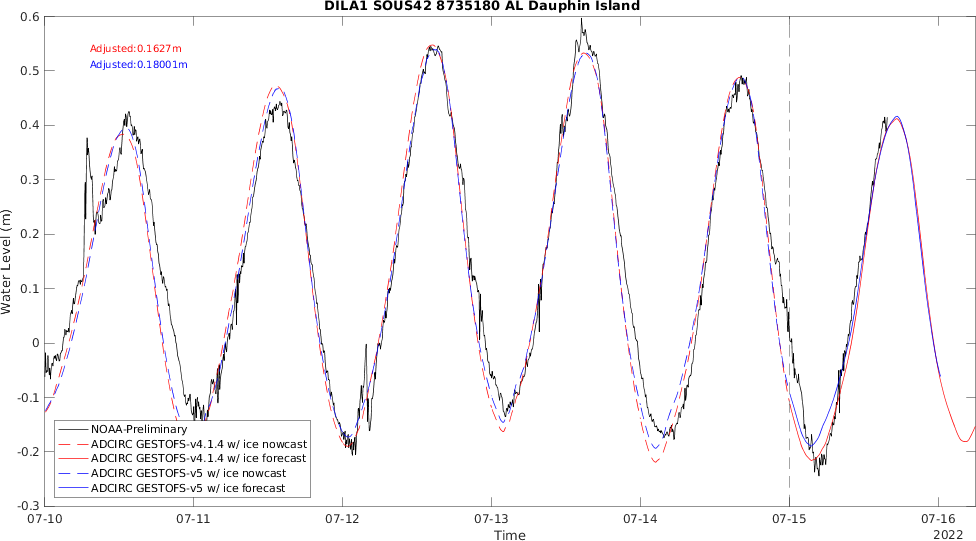 DILA1 SOUS42 8735180 AL Dauphin Island
Adjusted:0.1627m
Adjusted:0.18001m
Water Level (m)
0.6
0.5
0.4
0.3
0.2
0.1
0
-0.1
-0.2
-0.3
NOAA-Preliminary
ADCIRC GESTOFS-v4.1.4 w/ ice nowcast
ADCIRC GESTOFS-v4.1.4 w/ ice forecast
ADCIRC GESTOFS-v5 w/ ice nowcast
ADCIRC GESTOFS-v5 w/ ice forecast
07-10 07-11 07-12 07-13 07-14 07-15 07-16
Time
2022